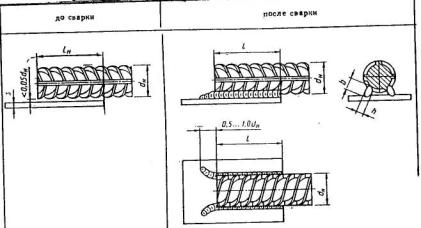 до сварки
после сварки
lн
dн
<0,05dн
s
l
dн
b
h
0,5...1,0dн
l
dн